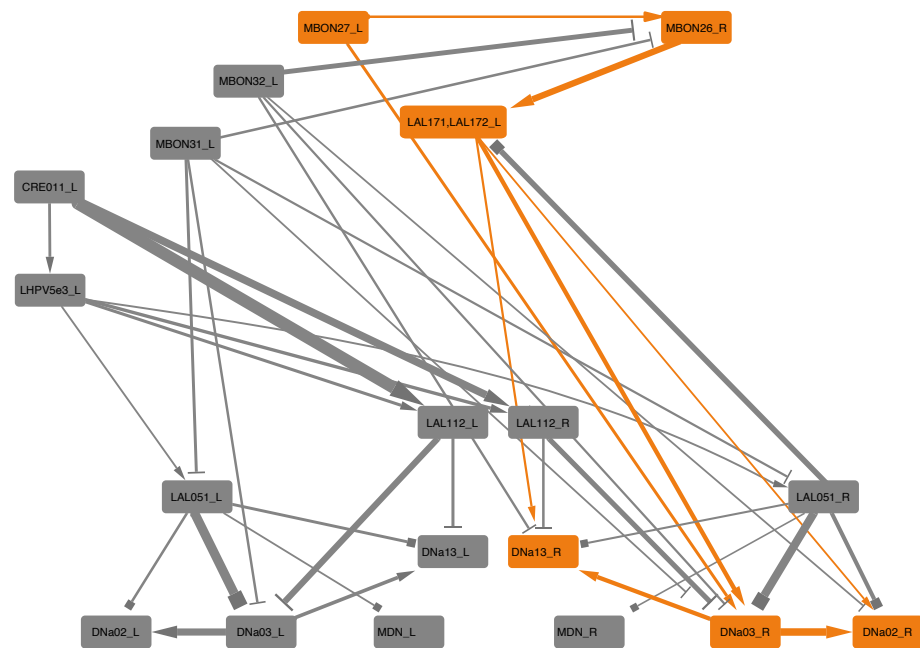 MBON27_L
MBON26_R
MBON32_L
LAL171,LAL172_L
MBON31_L
CRE011_L
LHPV5e3_L
LAL112_L
LAL112_R
LAL051_L
LAL051_R
DNa13_L
DNa13_R
DNa02_L
DNa03_L
MDN_L
MDN_R
DNa03_R
DNa02_R